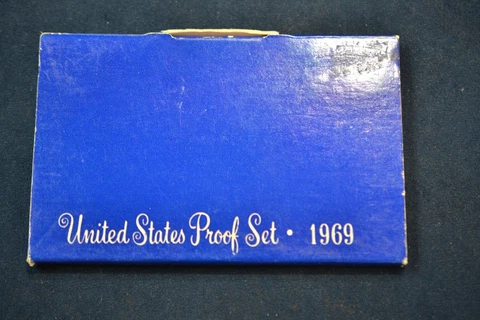 United States Proof Set · 1969